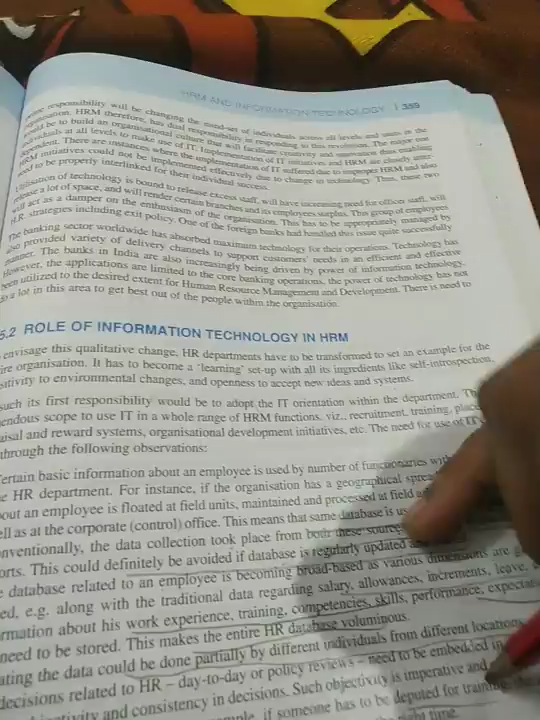 HRM AND INFORMATION TECHNOLOGY | 359
responsibility will be changing the mind-set of individuals across all levels and units in the
organisation. HRM therefore, has dual responsibility in responding to this revolution. The major one
would be to build an organisational culture that will facilitate creativity and innovation thus enabling
individuals at all levels to make use of IT. Implementation of IT initiatives and HRM are closely inter-
dependent. There are instances where the implementation of IT suffered due to improper HRM and also
HRM initiatives could not be implemented effectively due to change in technology. Thus, these two
need to be properly interlinked for their individual success.
Utilisation of technology is bound to release excess staff, will have increasing need for officer staff, will
release a lot of space, and will render certain branches and its employees surplus. This group of employees
will act as a damper on the enthusiasm of the organisation. This has to be appropriately managed by
H.R. strategies including exit policy. One of the foreign banks had handled this issue quite successfully
The banking sector worldwide has absorbed maximum technology for their operations. Technology has
also provided variety of delivery channels to support customers' needs in an efficient and effective
manner. The banks in India are also increasingly being driven by power of information technology.
However, the applications are limited to the core banking operations, the power of technology has not
been utilized to the desired extent for Human Resource Management and Development. There is need to
do a lot in this area to get best out of the people within the organisation.
5.2 ROLE OF INFORMATION TECHNOLOGY IN HRM
envisage this qualitative change, HR departments have to be transformed to set an example for the
organisation. It has to become a 'learning' set-up with all its ingredients like self-introspection,
sitivity to environmental changes, and openness to accept new ideas and systems.
such its first responsibility would be to adopt the IT orientation within the department. Th
endous scope to use IT in a whole range of HRM functions, viz., recruitment, training, place
aisal and reward systems, organisational development initiatives, etc. The need for use of IT
through the following observations:
ertain basic information about an employee is used by number of functionaries with
e HR department. For instance, if the organisation has a geographical sprea
out an employee is floated at field units, maintained and processed at field a
ell as at the corporate (control) office. This means that same database is us
nventionally, the data collection took place from both these source
orts. This could definitely be avoided if database is regularly updated a
e database related to an employee is becoming broad-based as various dimensions are g
ed, e.g. along with the traditional data regarding salary, allowances, increments, leave,
rmation about his work experience, training, competencies, skills, performance, expectat
need to be stored. This makes the entire HR database voluminous.
ating the data could be done partially by different individuals from different locations
decisions related to HR – day-to-day or policy reviews – need to be embedded in
and consistency in decisions. Such objectivity is imperative and
if someone has to be deputed for training
right time.